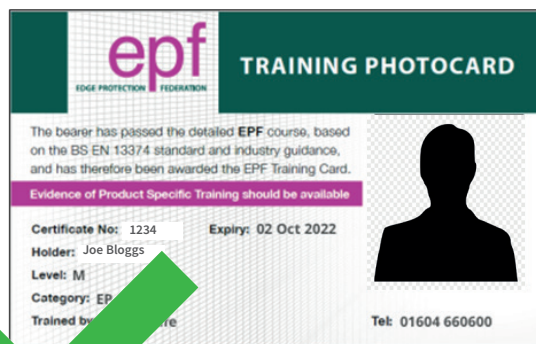 epf
EDGE PROTECTION FEDERATION
TRAINING PHOTOCARD
The bearer has passed the detailed EPF course, based
on the BS EN 13374 standard and industry guidance,
and has therefore been awarded the EPF Training Card.
Evidence of Product Specific Training should be available
Certificate No: 1234 Expiry: 02 Oct 2022
Holder: Joe Bloggs
Level: M
Category: EP
Trained Tel: 01604 660600